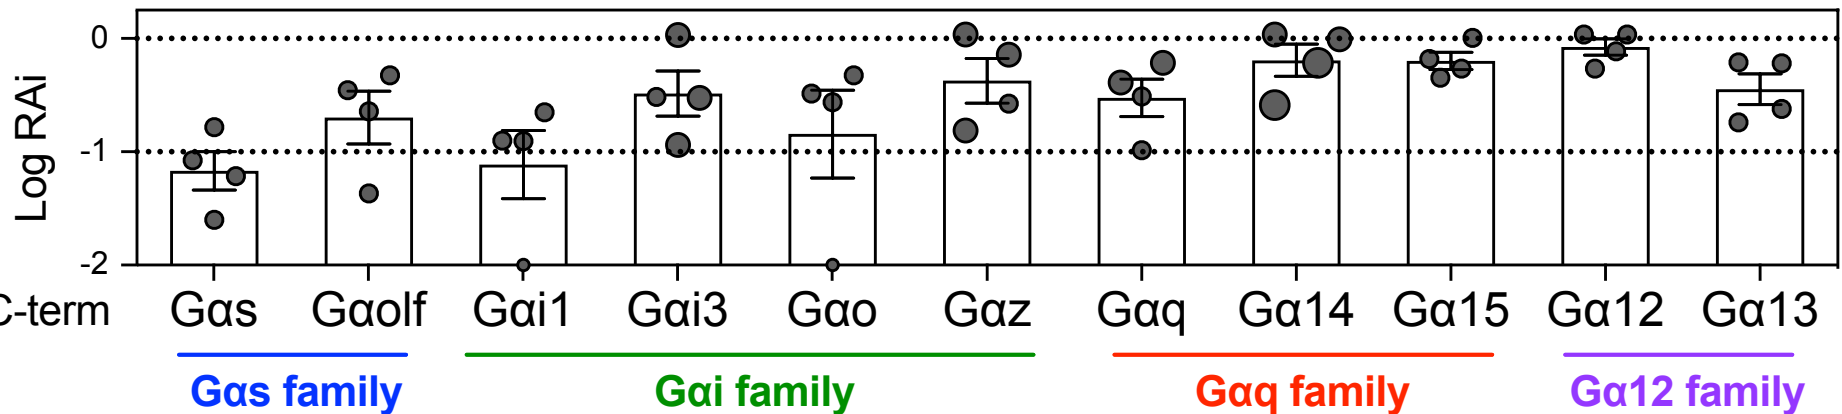 Log RAi
0
-1
-2
C-term Gαs Gαolf Gαi1 Gαi3 Gαo Gαz Gαq Gα14 Gα15 Gα12 Gα13
Gαs family Gαi family Gαq family Gα12 family